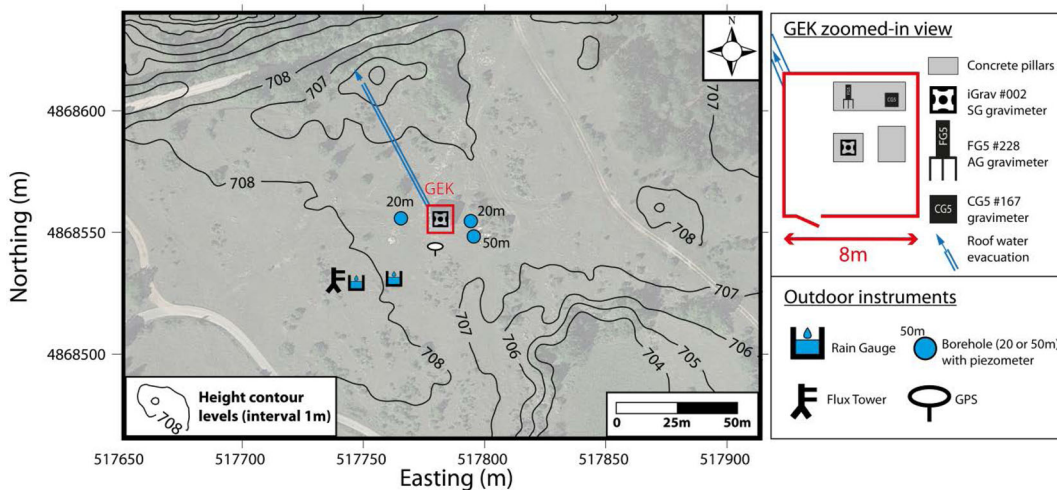 4868600
4868550
4868500
Northing (m)
517650
517700
517750
517800
517850
517900
Easting (m)
N
708
707
707
708
GEK
20m
20m
50m
708
707
707
706
708
706
705
704
Height contour
levels (interval 1m)
708
0
25m
50m
GEK zoomed-in view
FG5
CG5
8m
Concrete pillars
iGrav #002
SG gravimeter
FG5
FG5 #228
AG gravimeter
CG5
CG5 #167
gravimeter
Roof water
evacuation
Outdoor instruments
Rain Gauge
50m
Borehole (20 or 50m)
with piezometer
Flux Tower
GPS